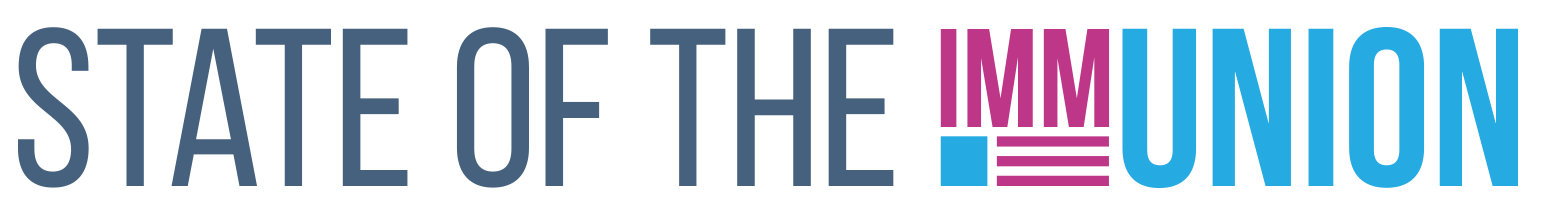 STATE OF THE IMMUNION